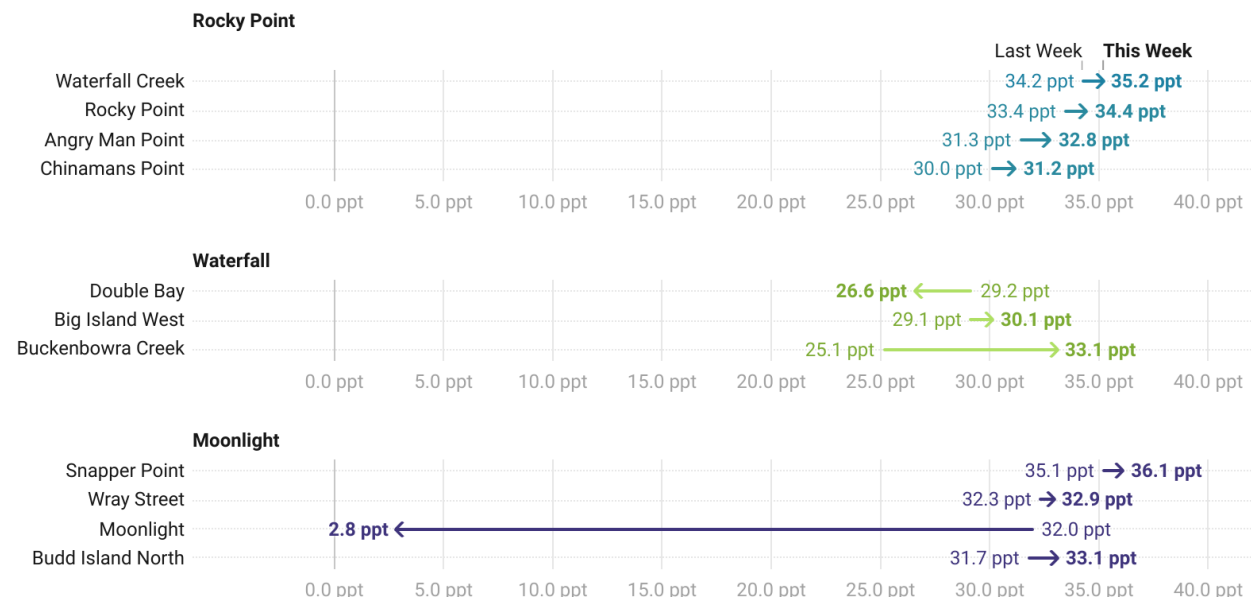 Rocky Point
Last Week This Week
Waterfall Creek 34.2 ppt 35.2 ppt
Rocky Point 33.4 ppt 34.4 ppt
Angry Man Point 31.3 ppt 32.8 ppt
Chinamans Point 30.0 ppt 31.2 ppt
0.0 ppt 5.0 ppt 10.0 ppt 15.0 ppt 20.0 ppt 25.0 ppt 30.0 ppt 35.0 ppt 40.0 ppt
Waterfall
Double Bay 26.6 ppt 29.2 ppt
Big Island West 29.1 ppt 30.1 ppt
Buckenbowra Creek 25.1 ppt 33.1 ppt
0.0 ppt 5.0 ppt 10.0 ppt 15.0 ppt 20.0 ppt 25.0 ppt 30.0 ppt 35.0 ppt 40.0 ppt
Moonlight
Snapper Point 35.1 ppt 36.1 ppt
Wray Street 32.3 ppt 32.9 ppt
Moonlight 2.8 ppt 32.0 ppt
Budd Island North 31.7 ppt 33.1 ppt
0.0 ppt 5.0 ppt 10.0 ppt 15.0 ppt 20.0 ppt 25.0 ppt 30.0 ppt 35.0 ppt 40.0 ppt